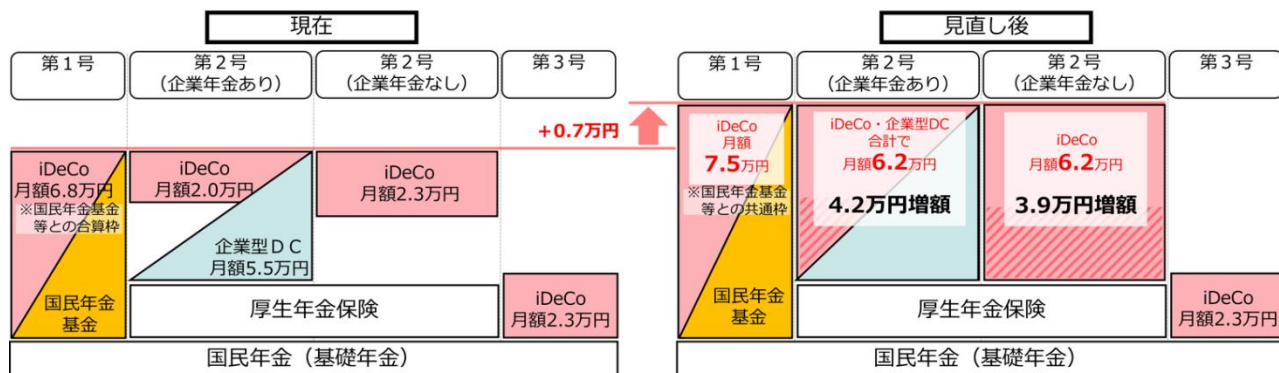 現在
第１号
第２号
（企業年金あり）
第２号
（企業年金なし）
第３号
iDeCo
月額6.8万円
※国民年金基金
等との合算枠
国民年金
基金
iDeCo
月額2.0万円
企業型ＤＣ
月額5.5万円
iDeCo
月額2.3万円
厚生年金保険
iDeCo
月額2.3万円
国民年金（基礎年金）
+0.7万円
見直し後
第１号
第２号
（企業年金あり）
第２号
（企業年金なし）
第３号
iDeCo
月額
7.5万円
※国民年金基金
等との共通枠
国民年金
基金
iDeCo・企業型DC
合計で
月額6.2万円
4.2万円増額
iDeCo
月額6.2万円
3.9万円増額
厚生年金保険
iDeCo
月額2.3万円
国民年金（基礎年金）